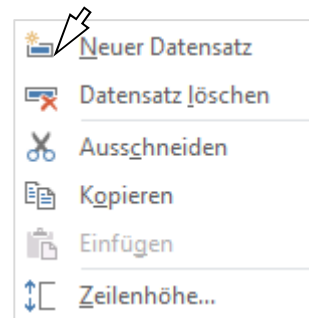 Neuer Datensatz
Datensatz löschen
Ausschneiden
Kopieren
Einfügen
Zeilenhöhe...